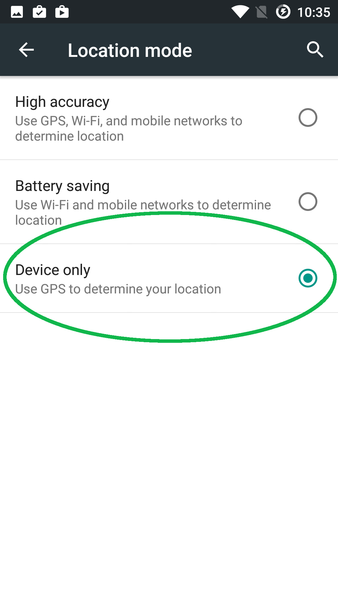 10:35
Location mode
High accuracy
Use GPS, Wi-Fi, and mobile networks to
determine location
Battery saving
Use Wi-Fi and mobile networks to determine
location
Device only
Use GPS to determine your location